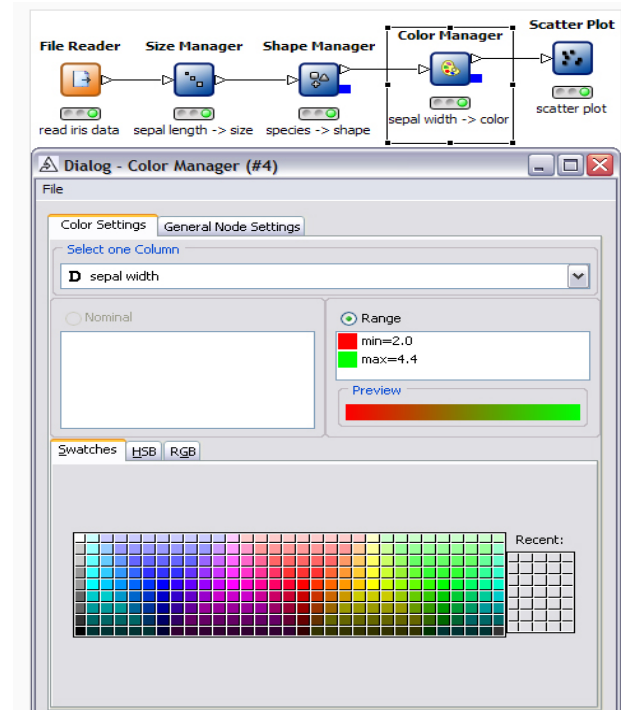 File Reader
Size Manager
Shape Manager
Color Manager
Scatter Plot
read iris data
sepal length -> size
species -> shape
sepal width -> color
scatter plot
Dialog - Color Manager (#4)
File
Color Settings
General Node Settings
Select one Column
D sepal width
Nominal
Range
min=2.0
max=4.4
Preview
Swatches
HSB
RGB
Recent: